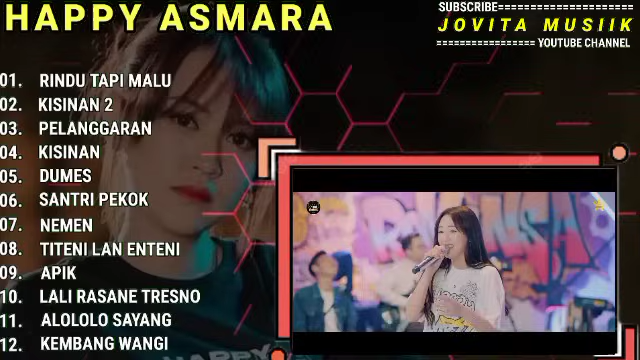 HAPPY ASMARA
SUBSCRIBE=====================
JOVITA MUSIIK
================ YOUTUBE CHANNEL
01. RINDU TAPI MALU
02. KISINAN 2
03. PELANGGARAN
04. KISINAN
05. DUMES
06. SANTRI PEKOK
07. NEMEN
08. TITENI LAN ENTENI
09. APIK
10. LALI RASANE TRESNO
11. ALOLOLO SAYANG
12. KEMBANG WANGI
HAPPY